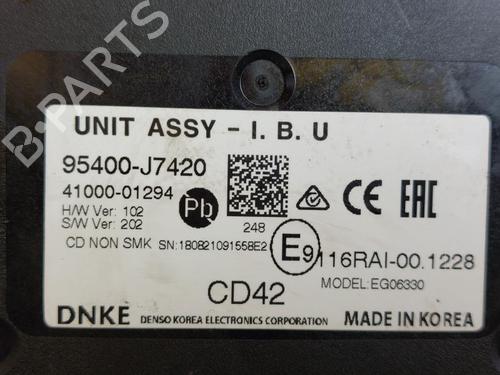 B-PARTS
UNIT ASSY - I. B. U
95400-J7420
41000-01294
H/W Ver: 102
S/W Ver: 202
Pb
248
CE EAC
CD NON SMK SN:180821091558E2
E9 116RAI-00.1228
MODEL:EG06330
CD42
DNKE DENSO KOREA ELECTRONICS CORPORATION MADE IN KOREA